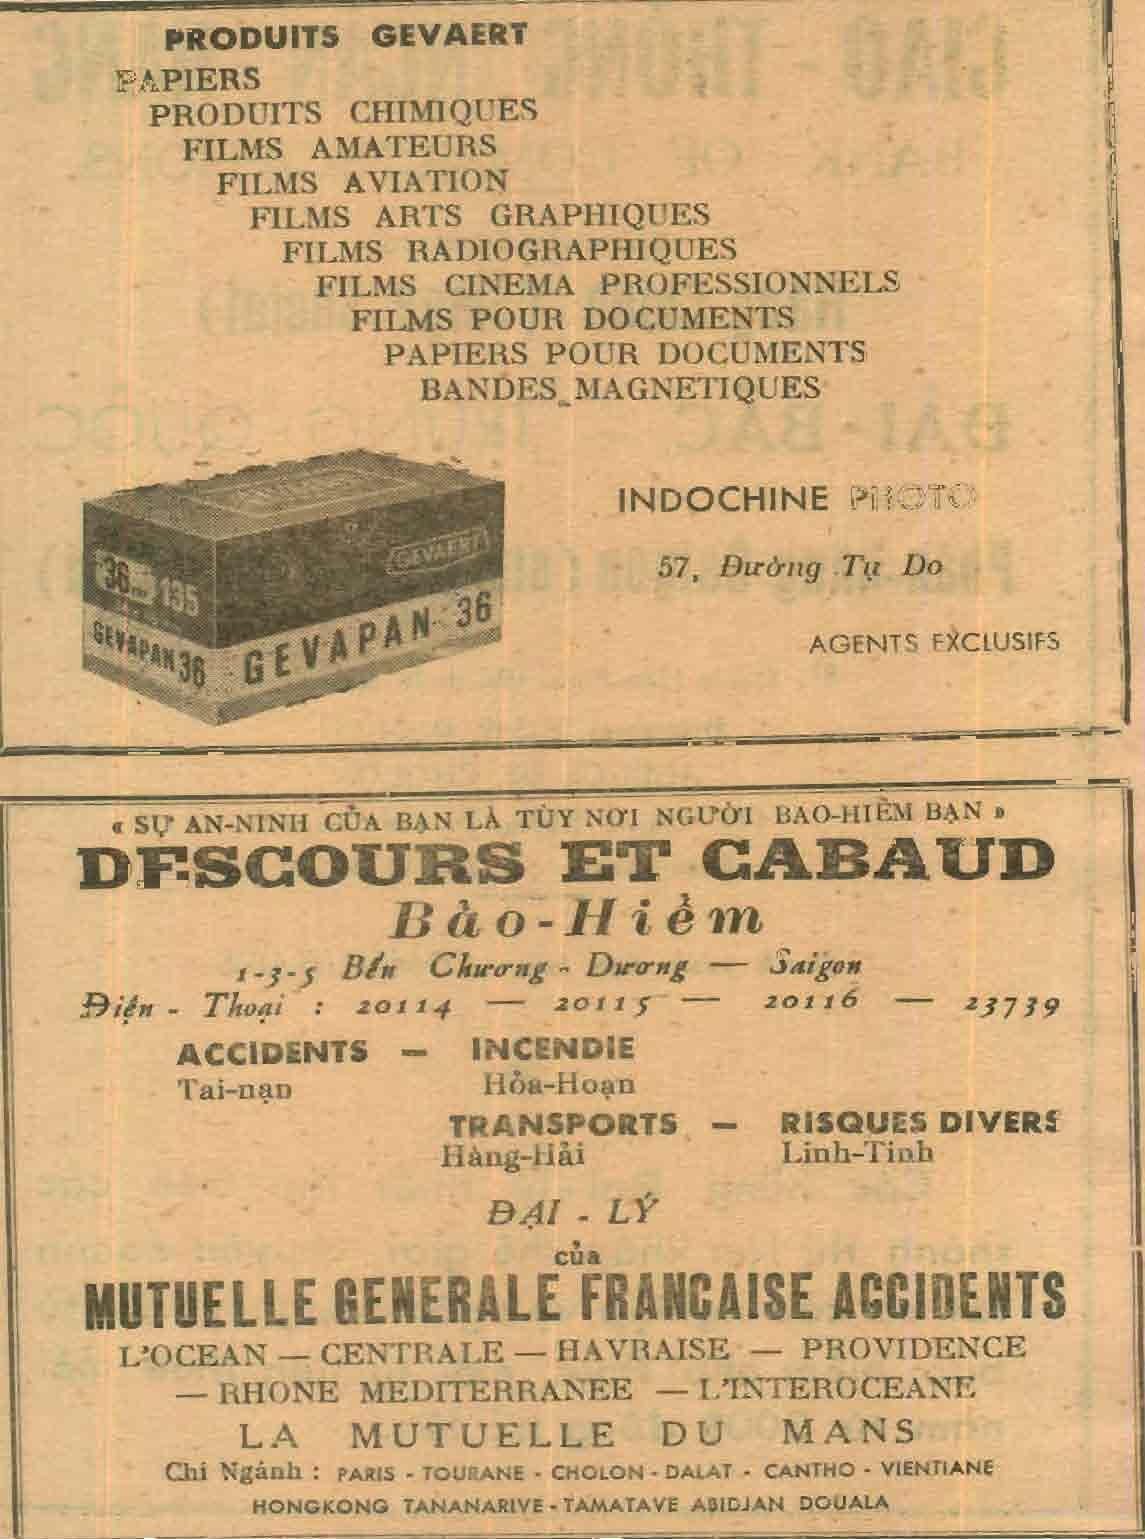 PRODUITS GEVAERT
PAPIERS
PRODUITS CHIMIQUES
FILMS AMATEURS
FILMS AVIATION
FILMS ARTS GRAPHIQUES
FILMS RADIOGRAPHIQUES
FILMS CINEMA PROFESSIONNELS
FILMS POUR DOCUMENTS
PAPIERS POUR DOCUMENTS
BANDES MAGNETIQUES
GEVAERT
36 135
GEVAPAN 36
GEVAPAN 36
INDOCHINE PHOTO
57, Đường Tự Do
AGENTS EXCLUSIFS
« SỰ AN-NINH CỦA BẠN LÀ TÙY NƠI NGƯỜI BAO-HIỂM BẠN »
DESCOURS ET CABAUD
Bảo-Hiểm
1-3-5 Bến Chương-Dương — Saigon
Điện-Thoại : 20114 — 20115 — 20116 — 23739
ACCIDENTS — INCENDIE
Tai-nạn Hỏa-Hoạn
TRANSPORTS — RISQUES DIVERS
Hàng-Hải Linh-Tinh
ĐẠI-LÝ
của
MUTUELLE GENERALE FRANCAISE ACCIDENTS
L'OCEAN — CENTRALE — HAVRAISE — PROVIDENCE
— RHONE MEDITERRANEE — L'INTEROCEANE
LA MUTUELLE DU MANS
Chi Ngánh : PARIS - TOURANE - CHOLON - DALAT - CANTHO - VIENTIANE
HONGKONG TANANARIVE - TAMATAVE ABIDJAN DOUALA